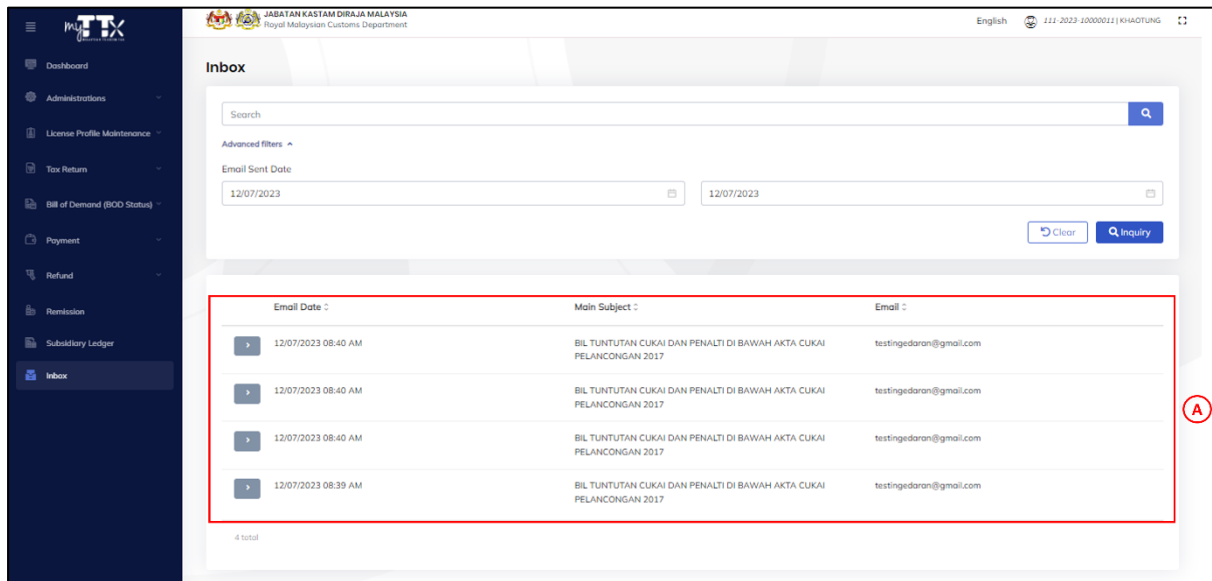 myTTX
JABATAN KASTAM DIRAJA MALAYSIA
Royal Malaysian Customs Department
English
111-2023-10000011 | KHAOTUNG
Dashboard
Administrations
License Profile Maintenance
Tax Return
Bill of Demand (BOD Status)
Payment
Refund
Remission
Subsidiary Ledger
Inbox
Inbox
Search
Advanced filters
Email Sent Date
12/07/2023
12/07/2023
Clear
Inquiry
Email Date
Main Subject
Email
12/07/2023 08:40 AM
BIL TUNTUTAN CUKAI DAN PENALTI DI BAWAH AKTA CUKAI
PELANCONGAN 2017
testingedaran@gmail.com
12/07/2023 08:40 AM
BIL TUNTUTAN CUKAI DAN PENALTI DI BAWAH AKTA CUKAI
PELANCONGAN 2017
testingedaran@gmail.com
12/07/2023 08:40 AM
BIL TUNTUTAN CUKAI DAN PENALTI DI BAWAH AKTA CUKAI
PELANCONGAN 2017
testingedaran@gmail.com
12/07/2023 08:39 AM
BIL TUNTUTAN CUKAI DAN PENALTI DI BAWAH AKTA CUKAI
PELANCONGAN 2017
testingedaran@gmail.com
A
4 total